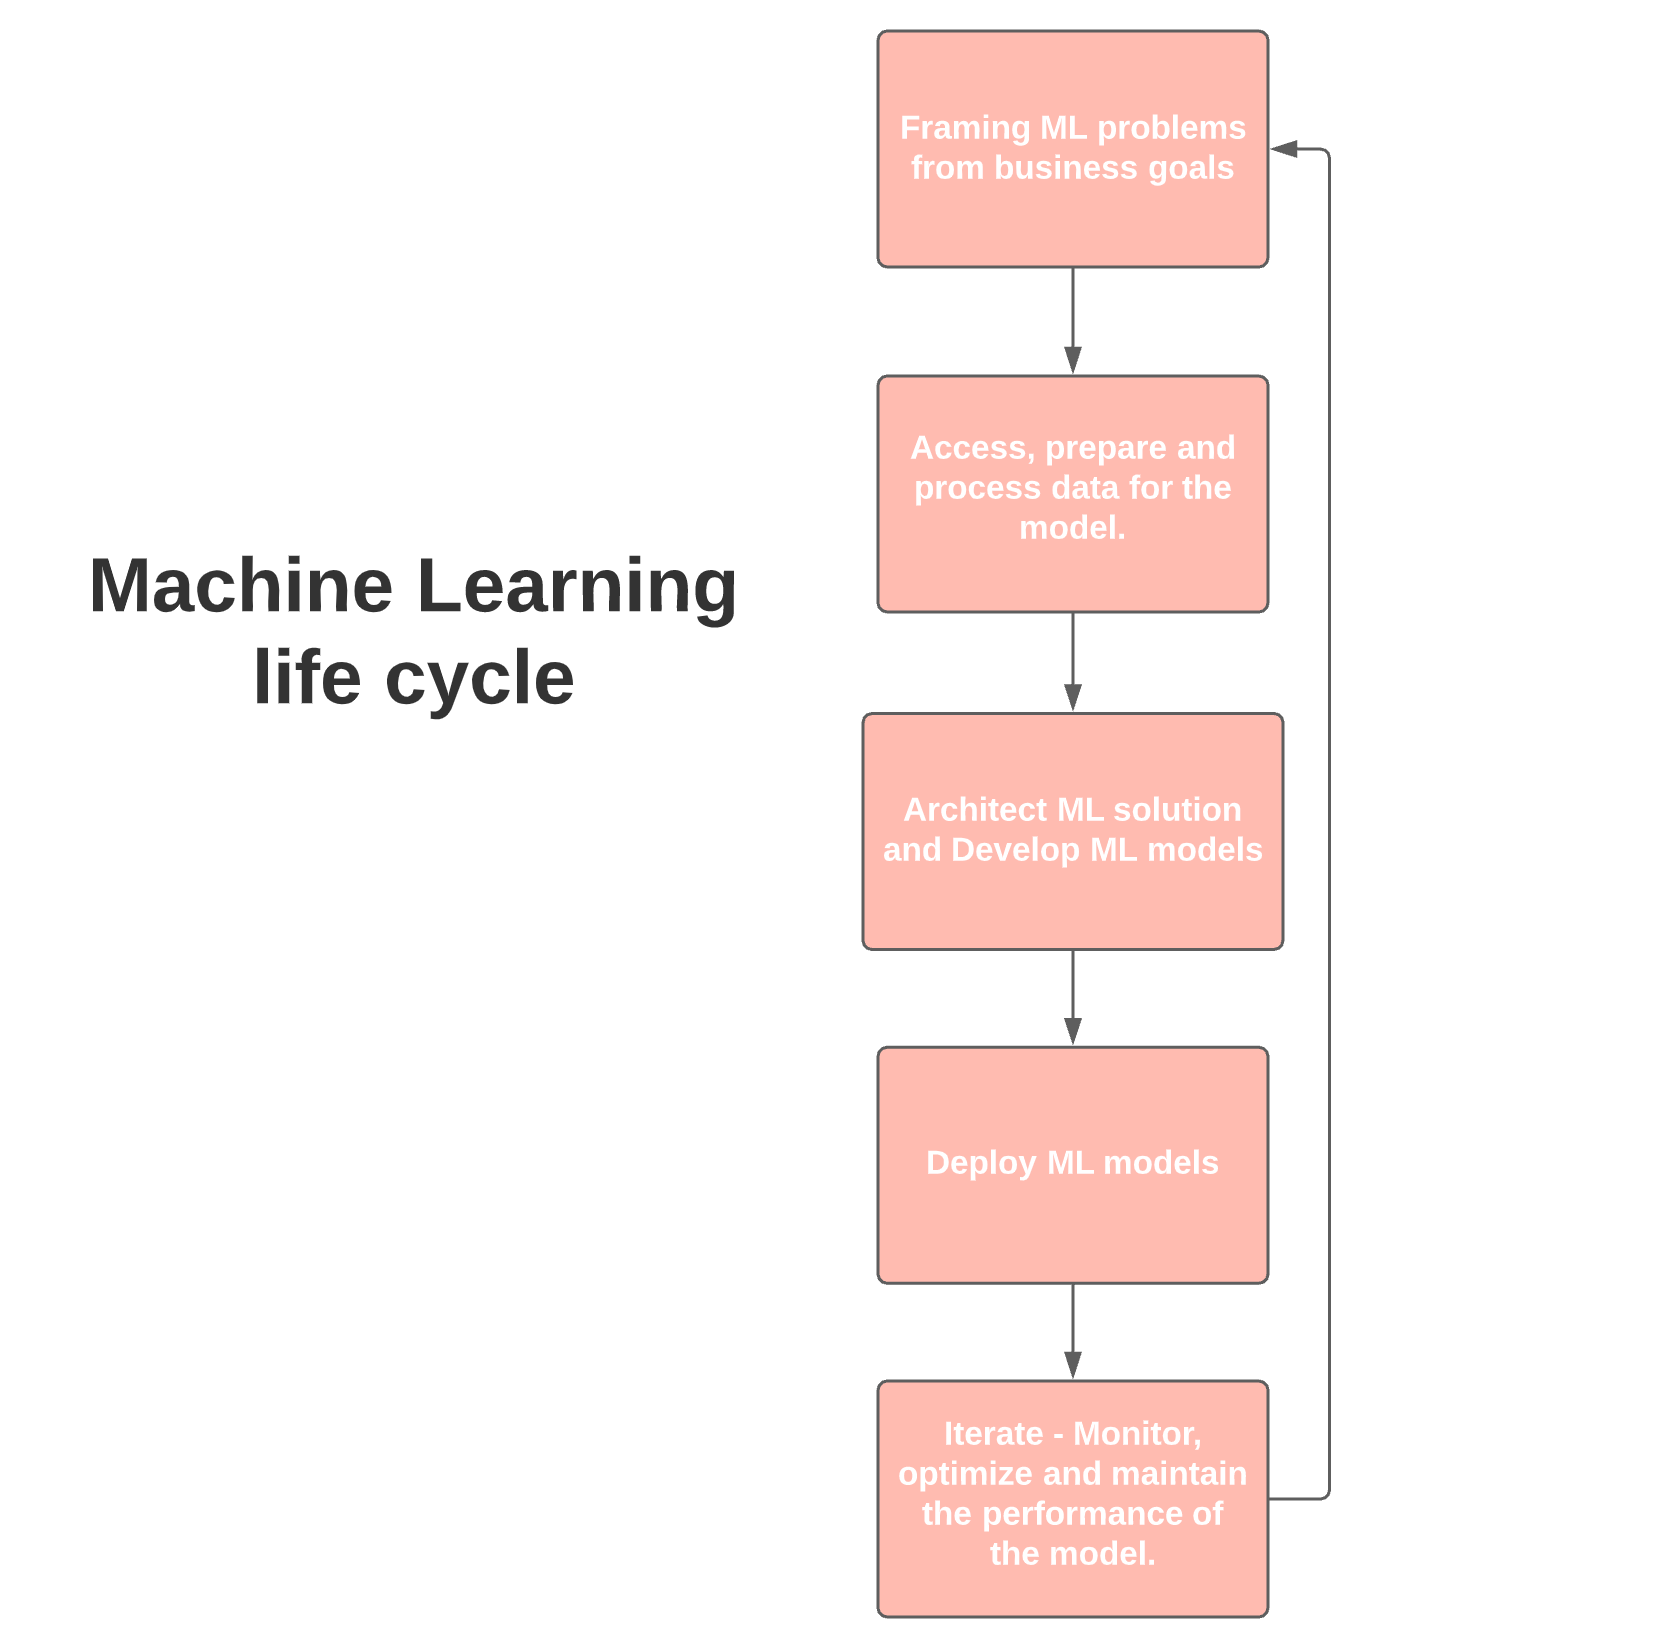 Machine Learning
life cycle
Framing ML problems
from business goals
Access, prepare and
process data for the
model.
Architect ML solution
and Develop ML models
Deploy ML models
Iterate - Monitor,
optimize and maintain
the performance of
the model.